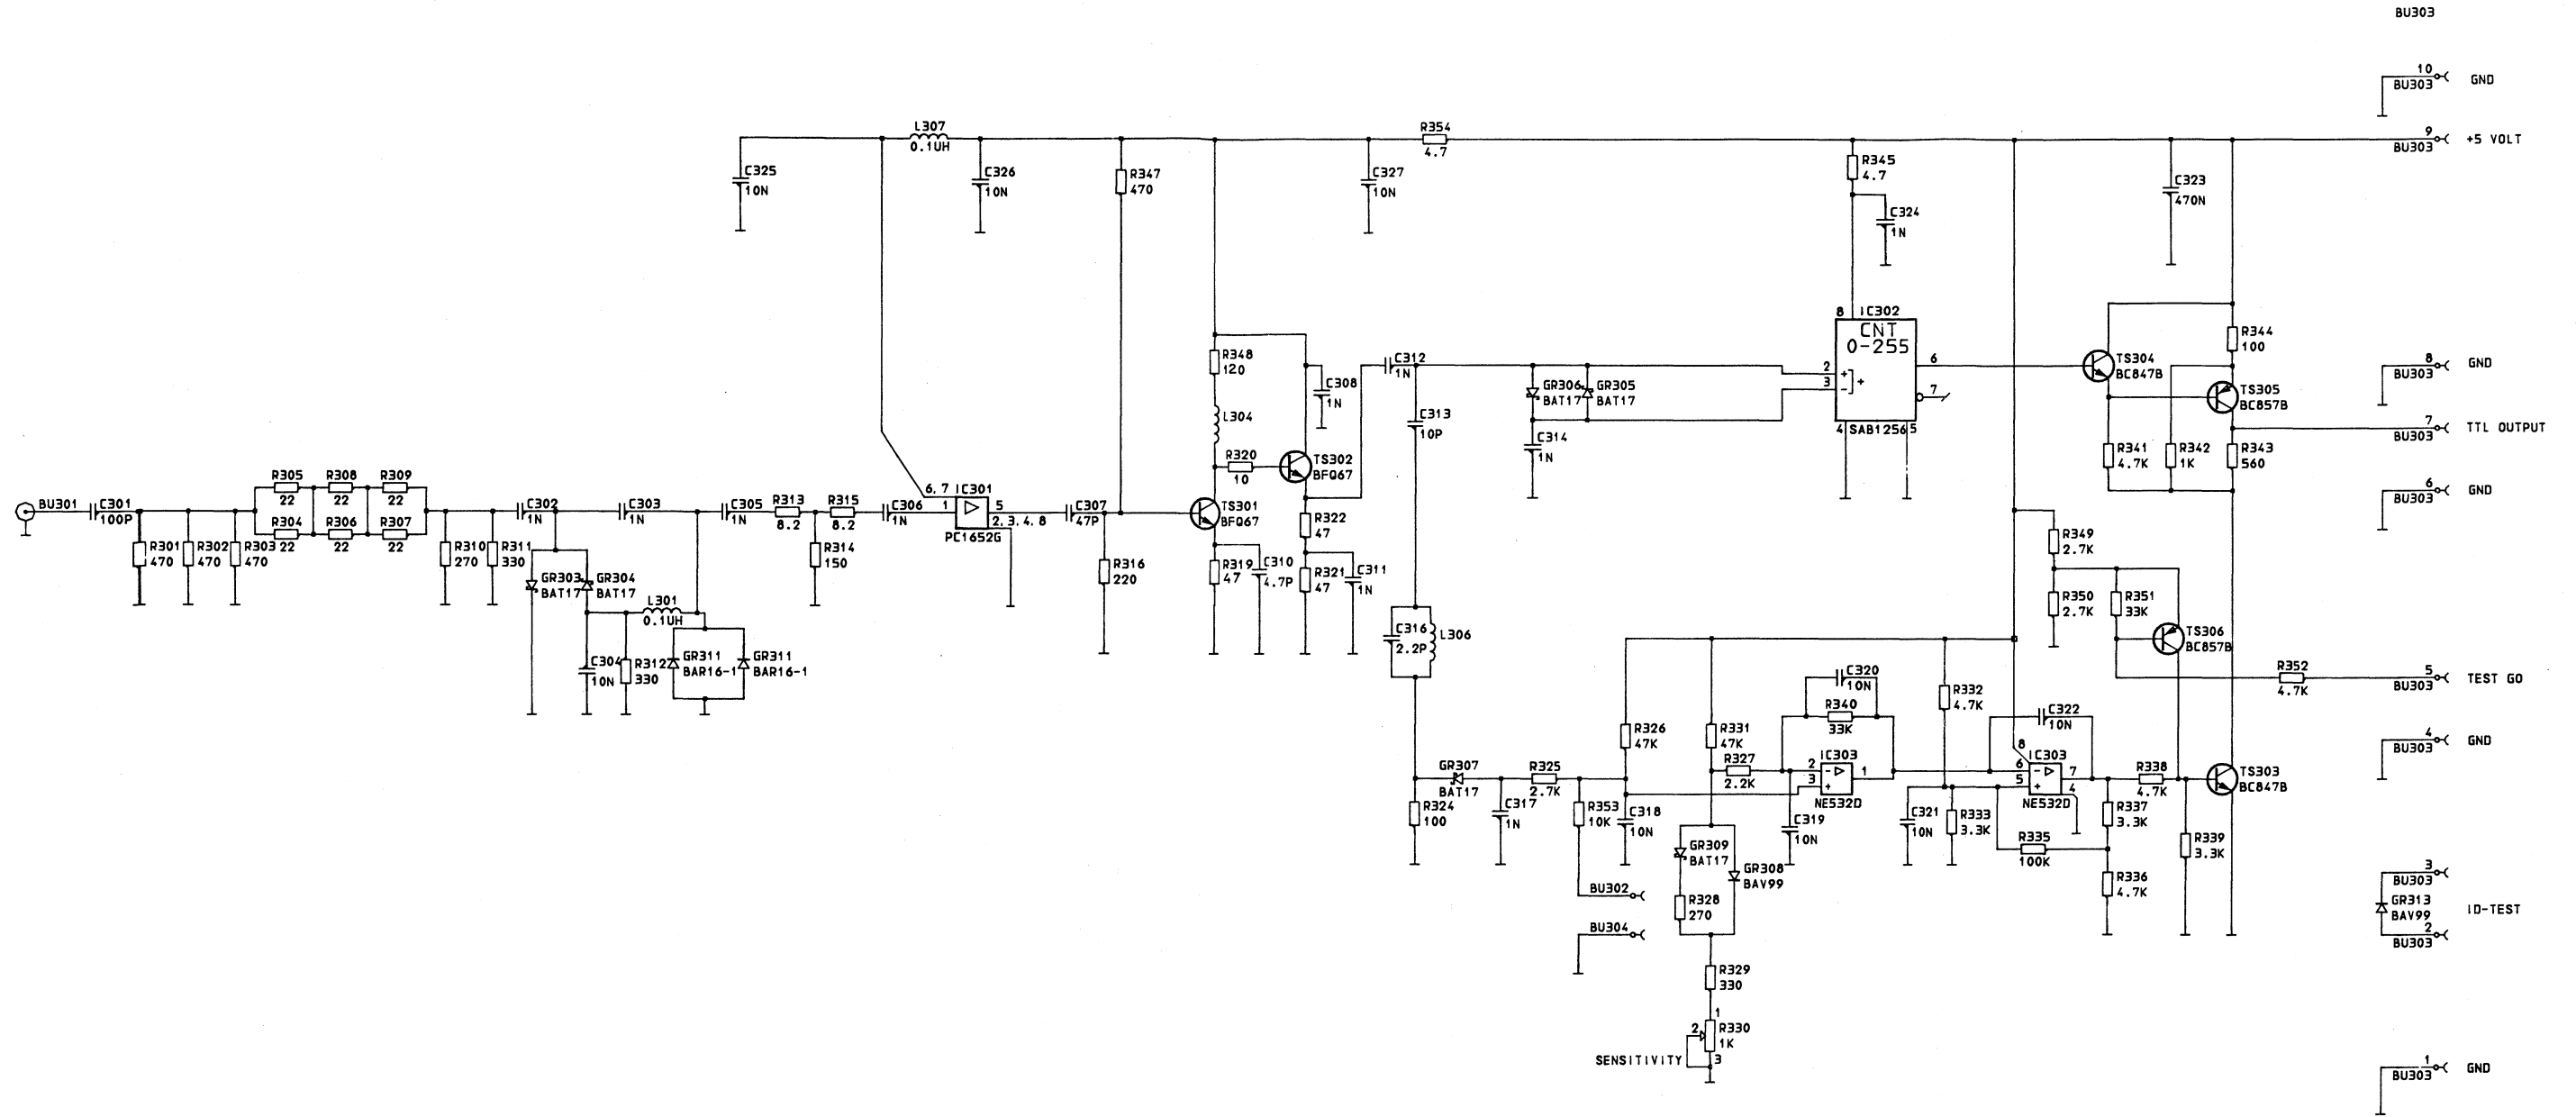 BU303
10
BU303
GND
L307
0.1UH
R354
4.7
9
BU303
+5 VOLT
C325
10N
C326
10N
R347
470
C327
10N
R345
4.7
C324
1N
C323
470N
8
IC302
CNT
0-255
2
+
3
-
+
6
7
4
SAB1256
5
R348
120
L304
C308
1N
C312
1N
GR306
BAT17
GR305
BAT17
C313
10P
C314
1N
TS304
BC847B
R344
100
TS305
BC857B
8
BU303
GND
7
BU303
TTL OUTPUT
R341
4.7K
R342
1K
R343
560
6
BU303
GND
R320
10
TS302
BFQ67
BU301
C301
100P
R305
22
R308
22
R309
22
R304
22
R306
22
R307
22
R301
470
R302
470
R303
470
R310
270
R311
330
C302
1N
C303
1N
C305
1N
R313
8.2
R315
8.2
C306
1N
R314
150
6,7
IC301
1
5
2,3,4,8
PC1652G
C307
47P
TS301
BFQ67
R316
220
R319
47
C310
4.7P
R322
47
R321
47
C311
1N
GR303
BAT17
GR304
BAT17
L301
0.1UH
C304
10N
R312
330
GR311
BAR16-1
GR311
BAR16-1
C316
2.2P
L306
R349
2.7K
R350
2.7K
R351
33K
TS306
BC857B
R352
4.7K
5
BU303
TEST GO
R326
47K
R331
47K
C320
10N
R340
33K
R332
4.7K
C322
10N
4
BU303
GND
GR307
BAT17
R325
2.7K
R327
2.2K
2
-
3
+
IC303
1
NE532D
8
IC303
6
-
5
+
7
4
NE532D
R338
4.7K
TS303
BC847B
R324
100
C317
1N
R353
10K
C318
10N
C319
10N
C321
10N
R333
3.3K
R335
100K
R337
3.3K
R336
4.7K
R339
3.3K
GR309
BAT17
GR308
BAV99
R328
270
BU302
BU304
3
BU303
GR313
BAV99
2
BU303
ID-TEST
R329
330
1
2
R330
1K
3
SENSITIVITY
1
BU303
GND